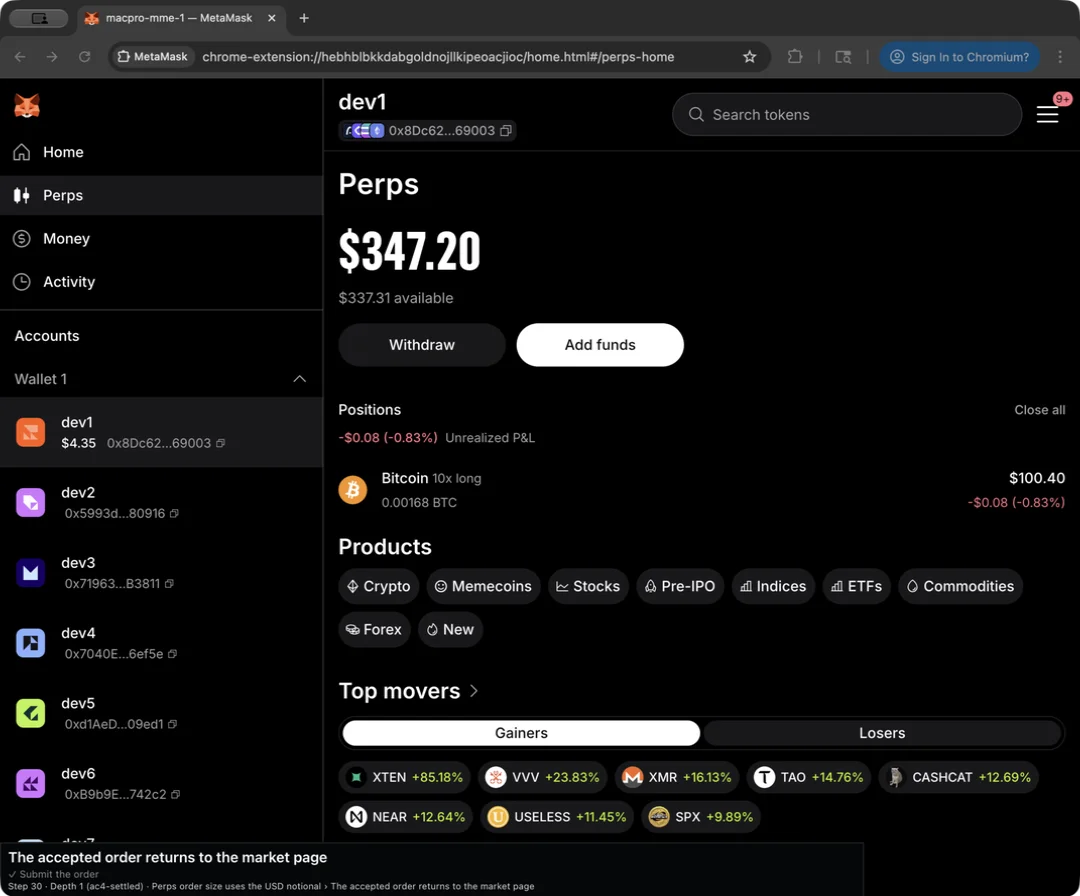 macpro-mme-1 — MetaMask
MetaMask
chrome-extension://hebhblbkkdabgoldnojllkipeoacjioc/home.html#/perps-home
Sign In to Chromium?
dev1
0x8Dc62...69003
Search tokens
9+
Home
Perps
Money
Activity
Accounts
Wallet 1
dev1
$4.35 0x8Dc62...69003
dev2
0x5993d...80916
dev3
0x71963...B3811
dev4
0x7040E...6ef5e
dev5
0xd1AeD...09ed1
dev6
0xB9b9E...742c2
Perps
$347.20
$337.31 available
Withdraw
Add funds
Positions
Close all
-$0.08 (-0.83%) Unrealized P&L
Bitcoin 10x long
$100.40
0.00168 BTC
-$0.08 (-0.83%)
Products
Crypto
Memecoins
Stocks
Pre-IPO
Indices
ETFs
Commodities
Forex
New
Top movers
Gainers
Losers
XTEN +85.18%
VVV +23.83%
XMR +16.13%
TAO +14.76%
CASHCAT +12.69%
NEAR +12.64%
USELESS +11.45%
SPX +9.89%
The accepted order returns to the market page
✓ Submit the order
Step 30 · Depth 1 (ac4-settled) · Perps order size uses the USD notional › The accepted order returns to the market page